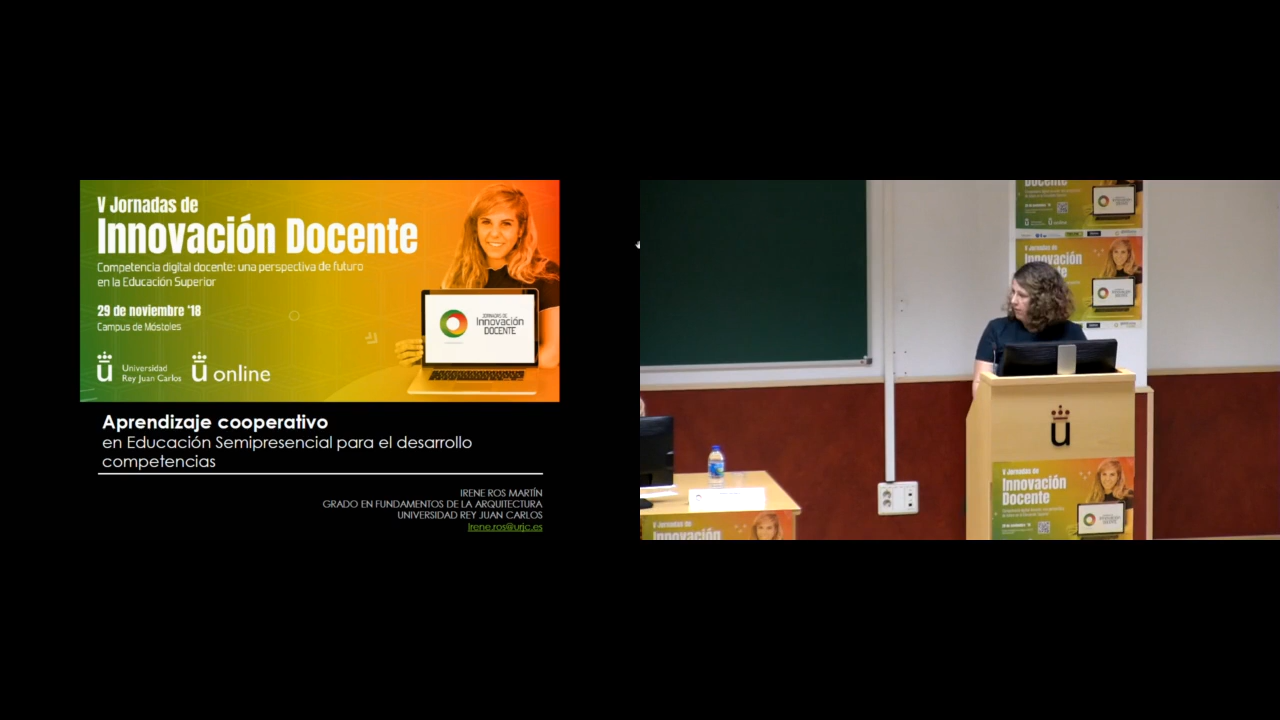 V Jornadas de
Innovación Docente
Competencia digital docente: una perspectiva de futuro
en la Educación Superior
29 de noviembre '18
Campus de Móstoles
Universidad
Rey Juan Carlos
online
JORNADAS DE
Innovación
DOCENTE
Aprendizaje cooperativo
en Educación Semipresencial para el desarrollo
competencias
IRENE ROS MARTÍN
GRADO EN FUNDAMENTOS DE LA ARQUITECTURA
UNIVERSIDAD REY JUAN CARLOS
Irene.ros@urjc.es
Docente
V Jornadas de
Innovación
V Jornadas de
Innovación
Docente
V Jornadas de
Innovación